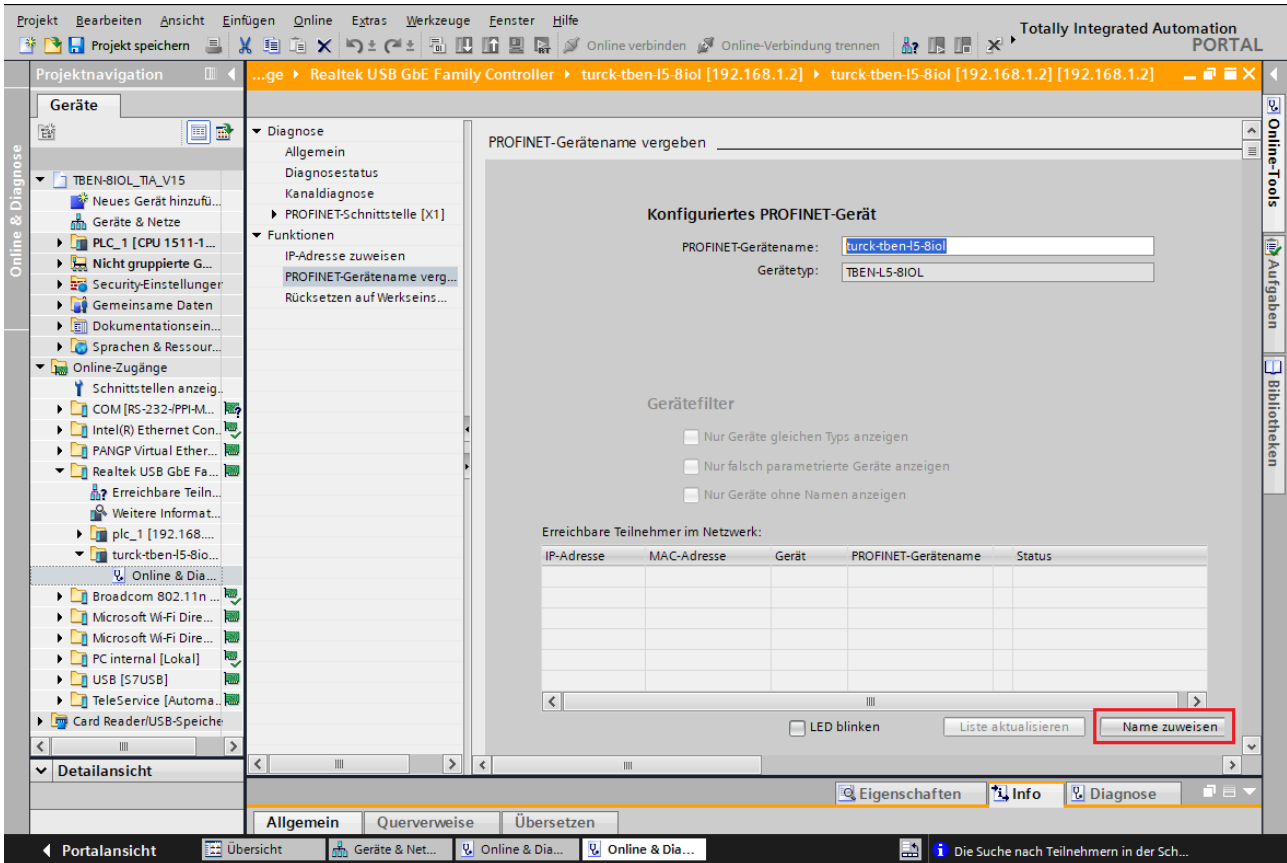 Projekt Bearbeiten Ansicht Einfügen Online Extras Werkzeuge Fenster Hilfe
Totally Integrated Automation
PORTAL
Projekt speichern
Online verbinden
Online-Verbindung trennen
Projektnavigation
...ge Realtek USB GbE Family Controller turck-tben-l5-8iol [192.168.1.2] turck-tben-l5-8iol [192.168.1.2] [192.168.1.2]
Geräte
Online & Diagnose
TBEN-8IOL_TIA_V15
Neues Gerät hinzufü...
Geräte & Netze
PLC_1 [CPU 1511-1...
Nicht gruppierte G...
Security-Einstellunger
Gemeinsame Daten
Dokumentationsein...
Sprachen & Ressour...
Online-Zugänge
Schnittstellen anzeig..
COM [RS-232-/PPI-M...
Intel(R) Ethernet Con..
PANGP Virtual Ether...
Realtek USB GbE Fa...
Erreichbare Teiln...
Weitere Informat...
plc_1 [192.168....
turck-tben-l5-8io...
Online & Dia...
Broadcom 802.11n ...
Microsoft Wi-Fi Dire...
Microsoft Wi-Fi Dire...
PC internal [Lokal]
USB [S7USB]
TeleService [Automa..
Card Reader/USB-Speiche
Detailansicht
Diagnose
Allgemein
Diagnosestatus
Kanaldiagnose
PROFINET-Schnittstelle [X1]
Funktionen
IP-Adresse zuweisen
PROFINET-Gerätename verg...
Rücksetzen auf Werkseins...
PROFINET-Gerätename vergeben
Konfiguriertes PROFINET-Gerät
PROFINET-Gerätename: turck-tben-l5-8iol
Gerätetyp: TBEN-L5-8IOL
Gerätefilter
Nur Geräte gleichen Typs anzeigen
Nur falsch parametrierte Geräte anzeigen
Nur Geräte ohne Namen anzeigen
Erreichbare Teilnehmer im Netzwerk:
IP-Adresse MAC-Adresse Gerät PROFINET-Gerätename Status
LED blinken Liste aktualisieren Name zuweisen
Online-Tools
Aufgaben
Bibliotheken
Eigenschaften Info Diagnose
Allgemein Querverweise Übersetzen
Portalansicht Übersicht Geräte & Net... Online & Dia... Online & Dia... Die Suche nach Teilnehmern in der Sch...